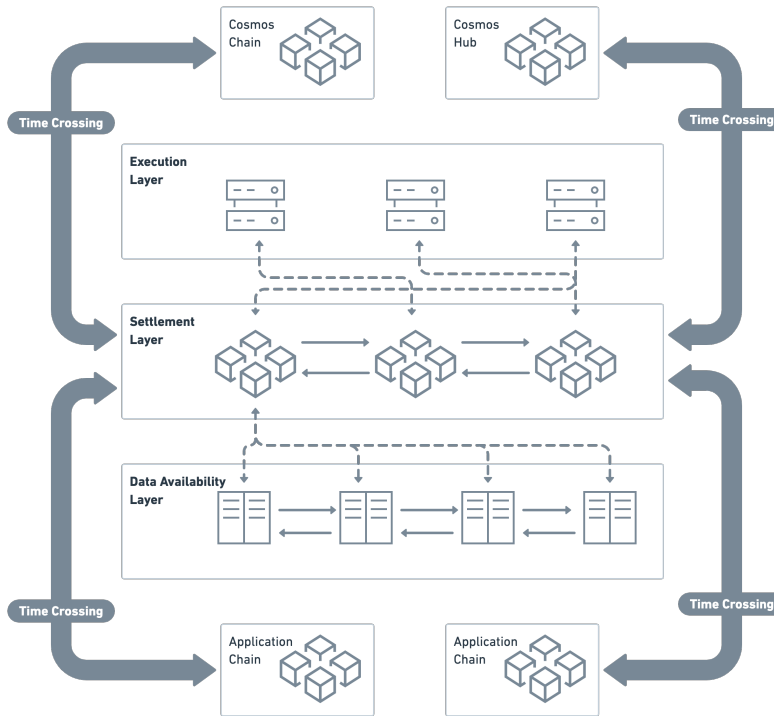 Cosmos
Chain
Cosmos
Hub
Time Crossing
Time Crossing
Execution
Layer
Settlement
Layer
Data Availability
Layer
Time Crossing
Time Crossing
Application
Chain
Application
Chain